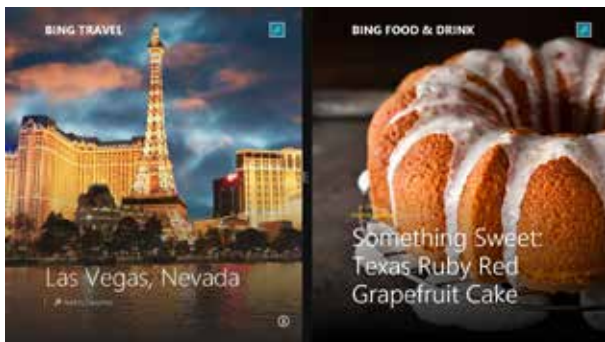 BING TRAVEL
Las Vegas, Nevada
BING FOOD & DRINK
Something Sweet:
Texas Ruby Red
Grapefruit Cake